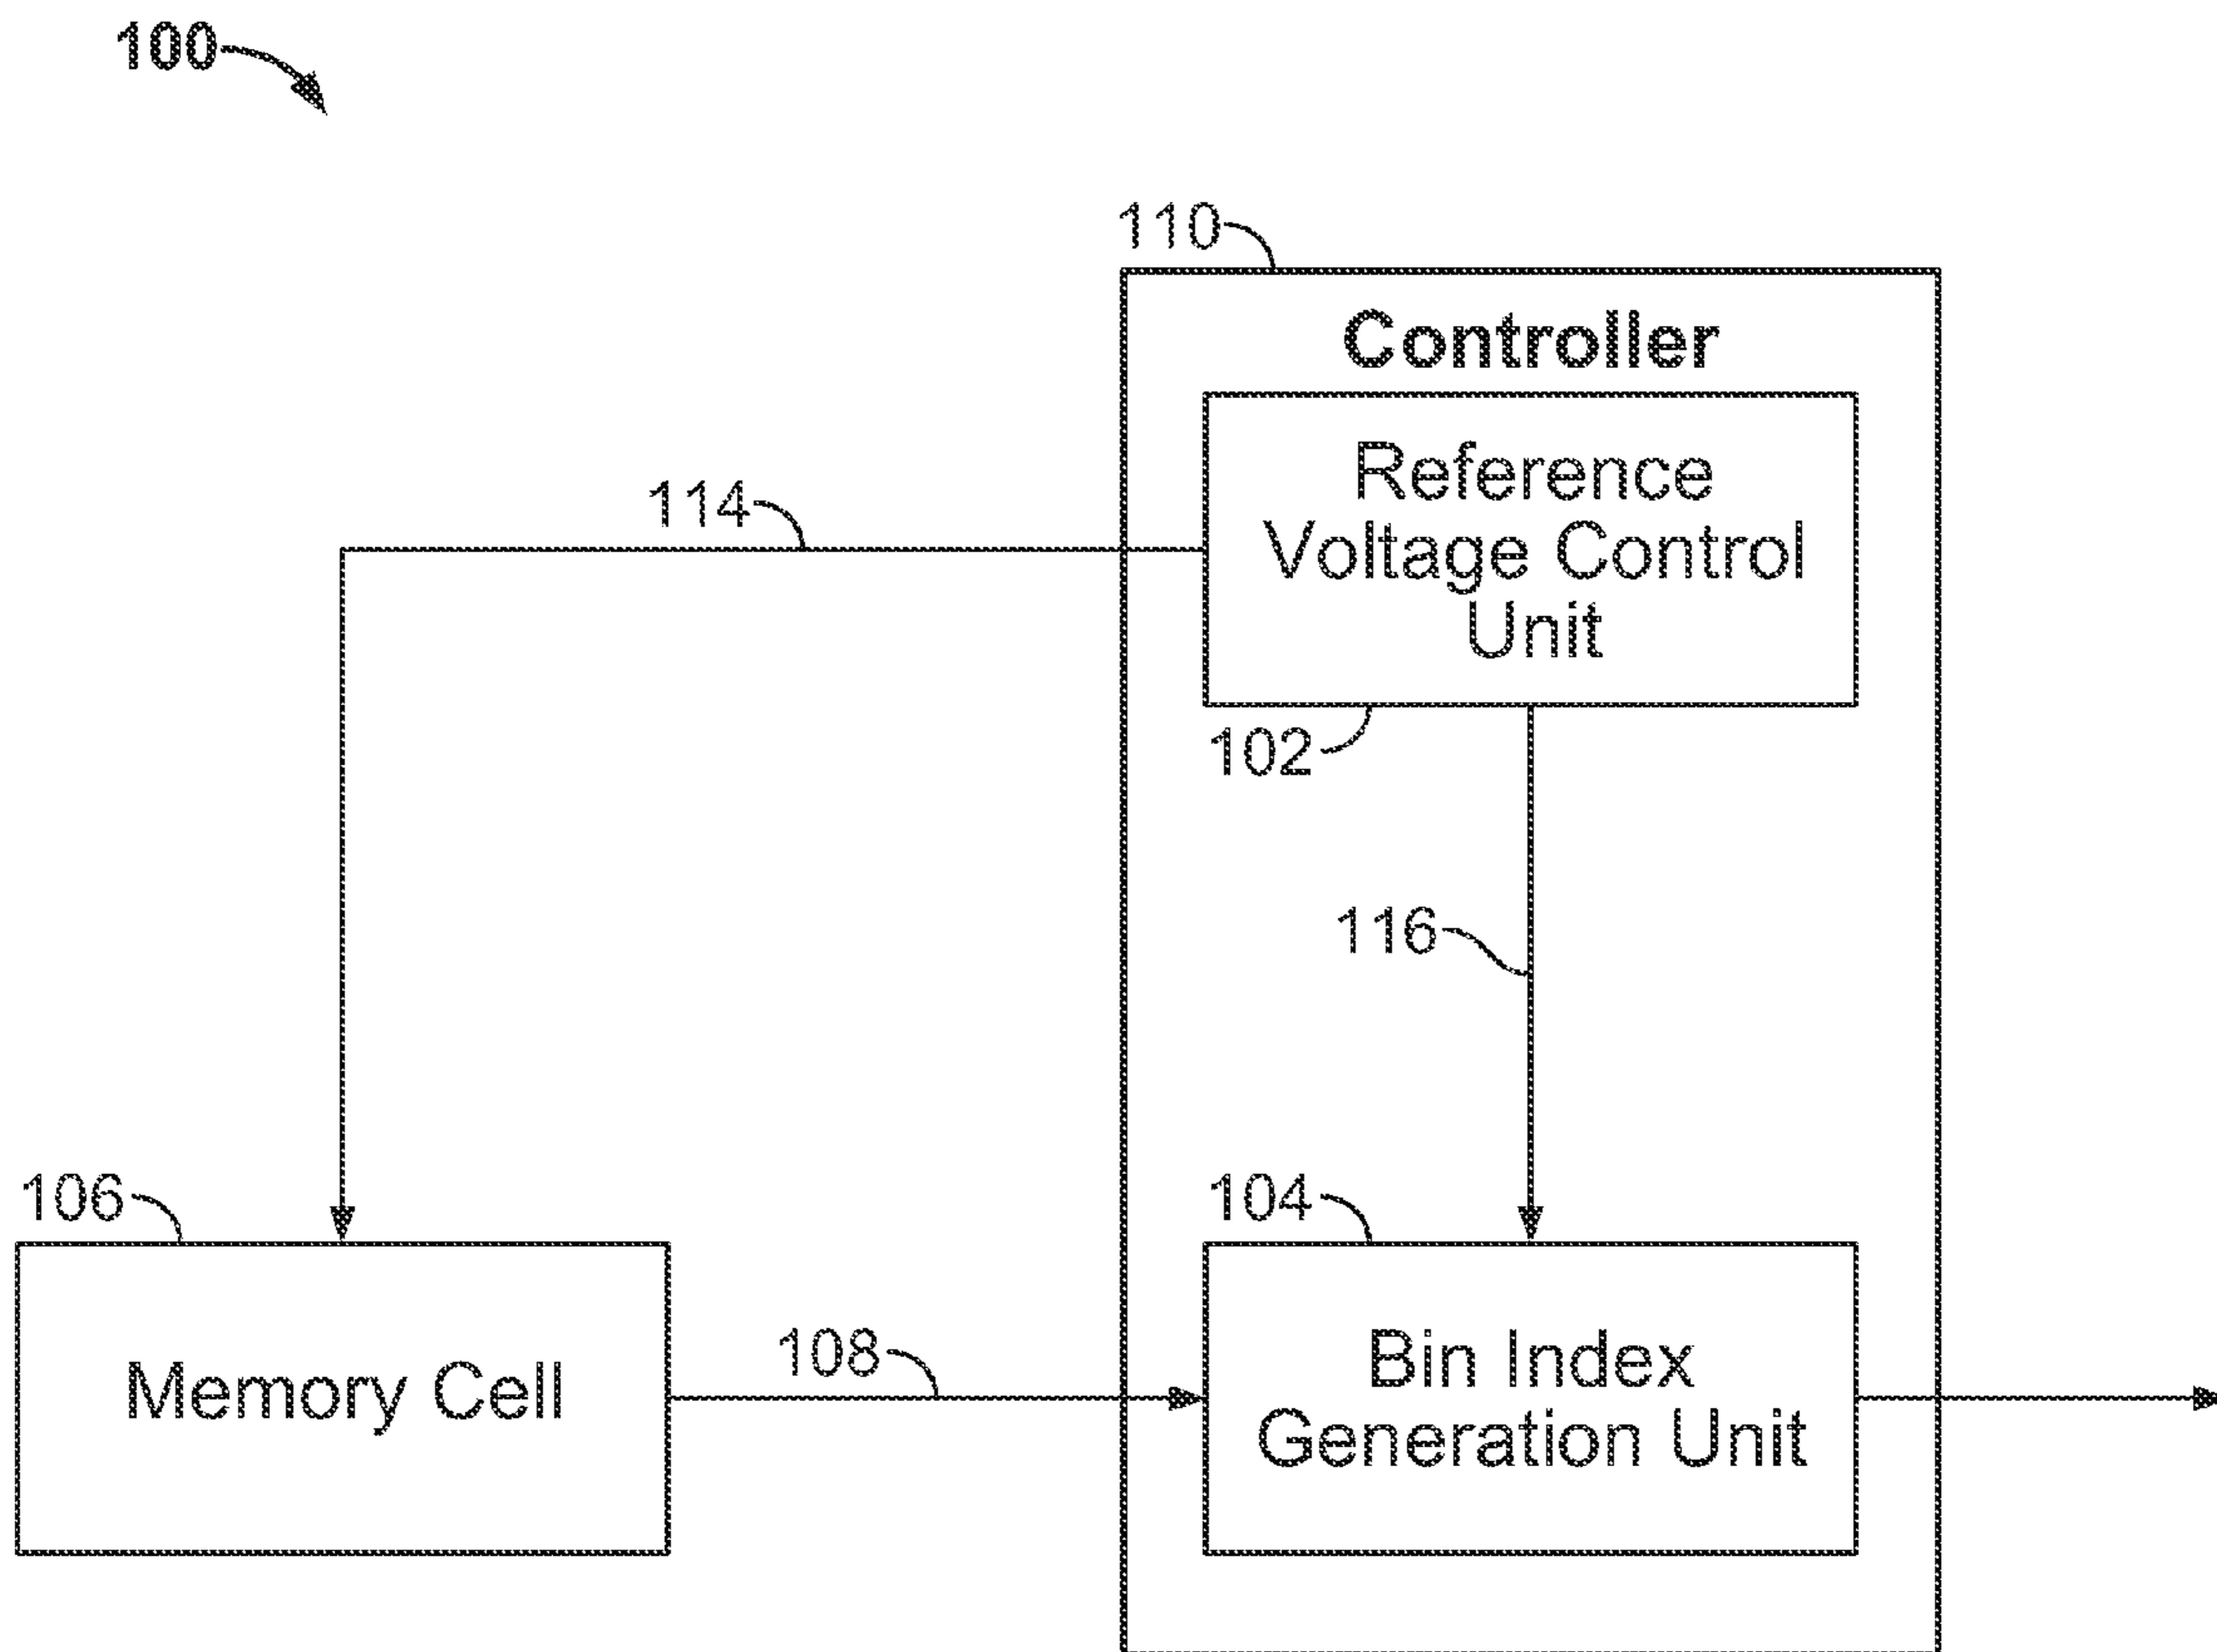 100
110
Controller
Reference
Voltage Control
Unit
114
102
116
106
104
Memory Cell
108
Bin Index
Generation Unit